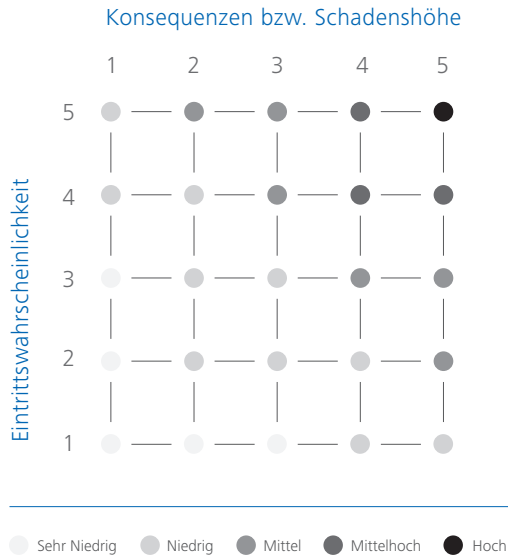 Konsequenzen bzw. Schadenshöhe
1 2 3 4 5
5
4
3
2
1
Eintrittswahrscheinlichkeit
Sehr Niedrig Niedrig Mittel Mittelhoch Hoch